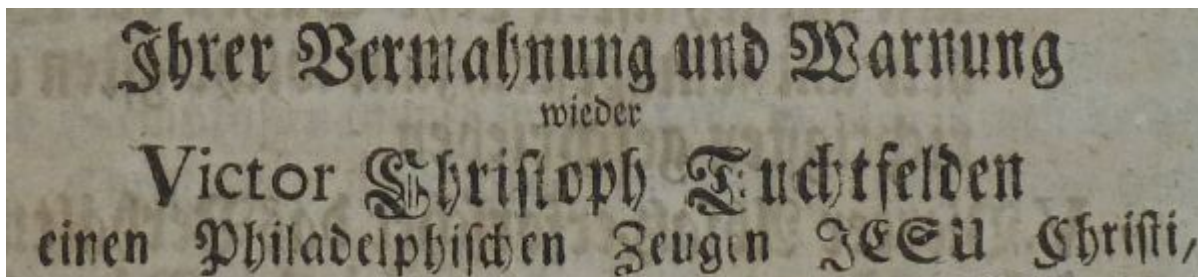 Ihrer Vermahnung und Warnung
wieder
Victor Christoph Tuchtfelden
einen Philadelphischen Zeugen JESU Christi,